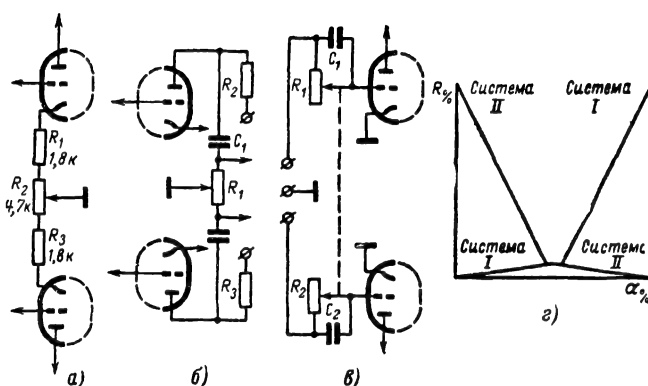 R1
1,8к
R2
4,7к
R3
1,8к
а)
R2
C1
R1
R3
б)
C1
R1
R2
C2
в)
R%
Система
II
Система
I
Система
I
Система
II
α%
г)